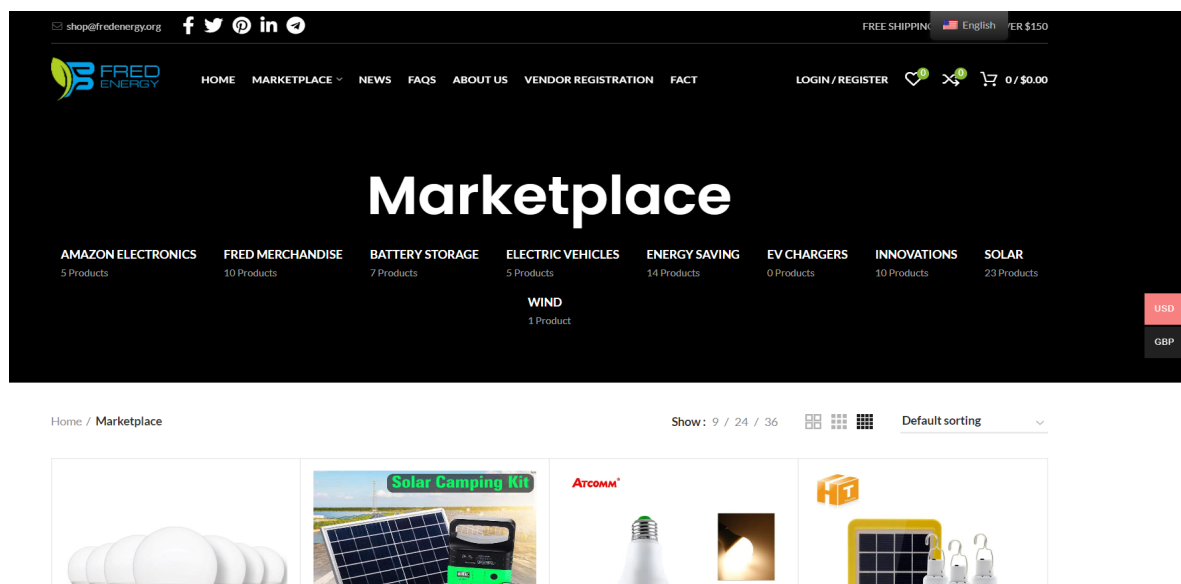 shop@fredenergy.org
FREE SHIPPING
English
ER $150
FRED
ENERGY
HOME MARKETPLACE NEWS FAQS ABOUT US VENDOR REGISTRATION FACT
LOGIN / REGISTER 0 0 0 / $0.00
Marketplace
AMAZON ELECTRONICS FRED MERCHANDISE BATTERY STORAGE ELECTRIC VEHICLES ENERGY SAVING EV CHARGERS INNOVATIONS SOLAR
5 Products 10 Products 7 Products 5 Products 14 Products 0 Products 10 Products 23 Products
WIND
1 Product
USD
GBP
Home / Marketplace
Show : 9 / 24 / 36
Default sorting
Solar Camping Kit
ATCOMM
HT